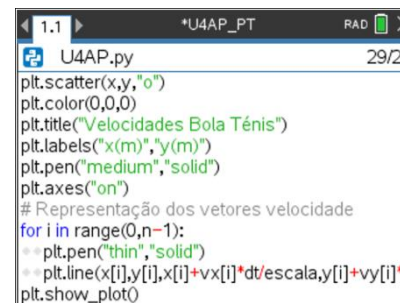 1.1 *U4AP_PT RAD
U4AP.py 29/2
plt.scatter(x,y,"o")
plt.color(0,0,0)
plt.title("Velocidades Bola Ténis")
plt.labels("x(m)","y(m)")
plt.pen("medium","solid")
plt.axes("on")
# Representação dos vetores velocidade
for i in range(0,n-1):
plt.pen("thin","solid")
plt.line(x[i],y[i],x[i]+vx[i]*dt/escala,y[i]+vy[i]*
plt.show_plot()